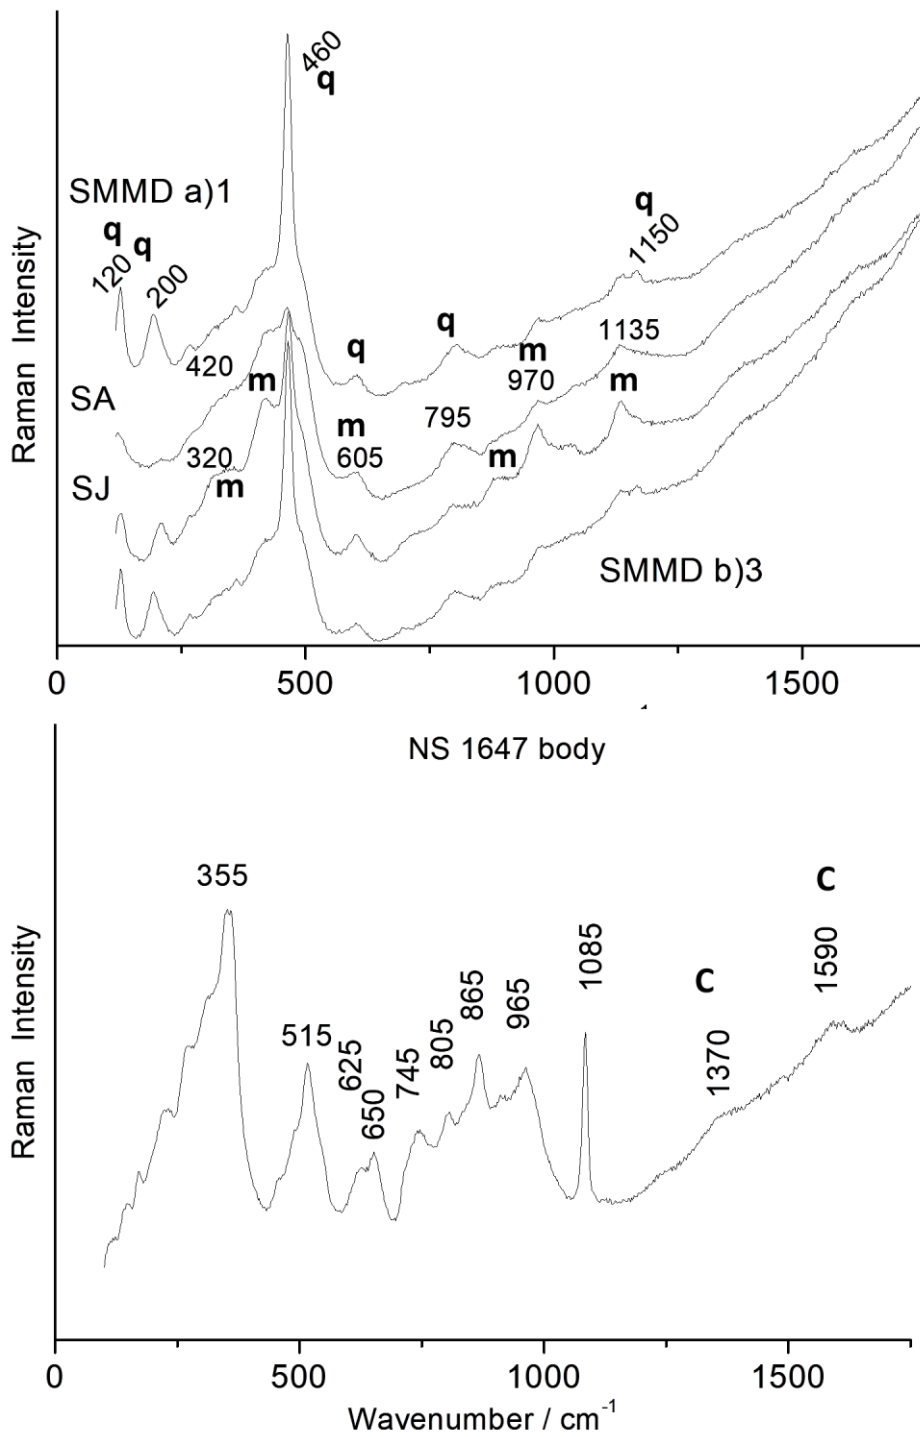 460
q
SMMD a)1
q
q
q
120
200
1150
Raman Intensity
q
q
1135
420
m
m
970
SA
m
m
795
320
605
m
SJ
m
SMMD b)3
0
500
1000
1500
NS 1647 body
355
C
C
1590
1085
865
965
515
625
805
745
650
1370
Raman Intensity
0
500
1000
1500
Wavenumber / cm⁻¹